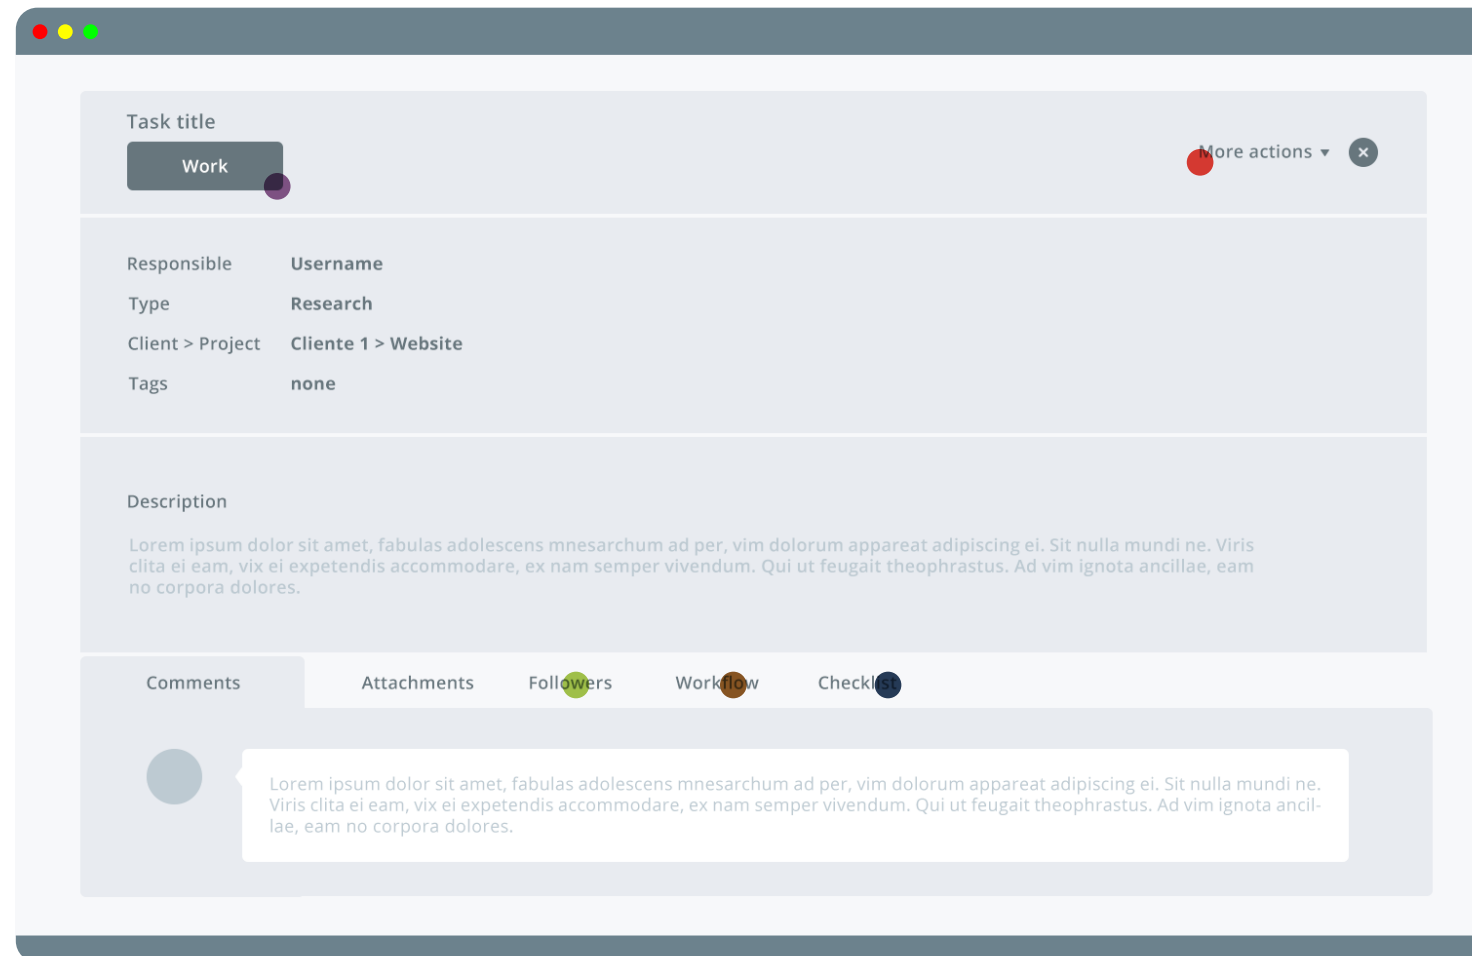 Task title
Work
More actions
Responsible Username
Type Research
Client > Project Cliente 1 > Website
Tags none
Description
Lorem ipsum dolor sit amet, fabulas adolescens mnesarchum ad per, vim dolorum appareat adipiscing ei. Sit nulla mundi ne. Viris
clita ei eam, vix ei expetendis accommodare, ex nam semper vivendum. Qui ut feugait theophrastus. Ad vim ignota ancillae, eam
no corpora dolores.
Comments Attachments Followers Workflow Checklist
Lorem ipsum dolor sit amet, fabulas adolescens mnesarchum ad per, vim dolorum appareat adipiscing ei. Sit nulla mundi ne.
Viris clita ei eam, vix ei expetendis accommodare, ex nam semper vivendum. Qui ut feugait theophrastus. Ad vim ignota ancil-
lae, eam no corpora dolores.